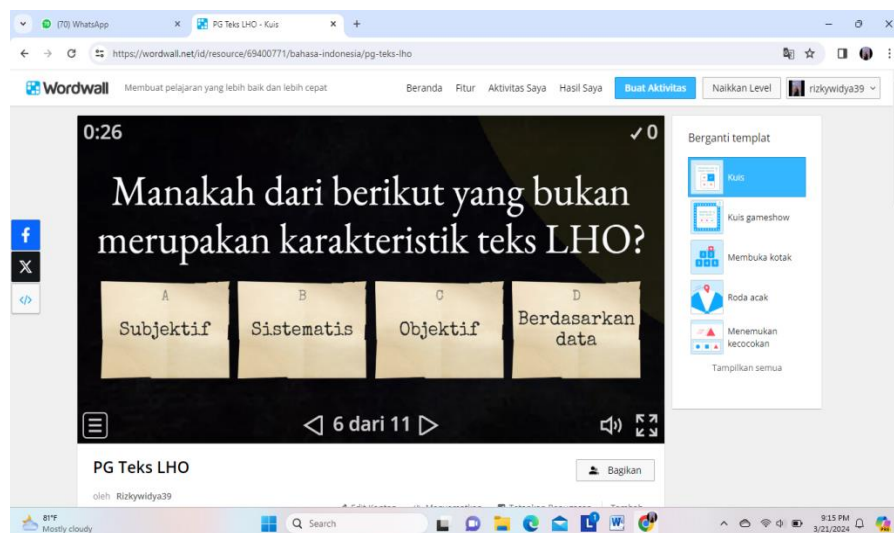 (70) WhatsApp
PG Teks LHO - Kuis
https://wordwall.net/id/resource/69400771/bahasa-indonesia/pg-teks-lho
Wordwall
Membuat pelajaran yang lebih baik dan lebih cepat
Beranda Fitur Aktivitas Saya Hasil Saya Buat Aktivitas Naikkan Level rizkywidya39
0:26
✓0
Manakah dari berikut yang bukan
merupakan karakteristik teks LHO?
A
Subjektif
B
Sistematis
C
Objektif
D
Berdasarkan
data
6 dari 11
Berganti templat
Kuis
Kuis gameshow
Membuka kotak
Roda acak
Menemukan
kecocokan
Tampilkan semua
PG Teks LHO
Bagikan
oleh Rizkywidya39
81°F
Mostly cloudy
Search
9:15 PM
3/21/2024